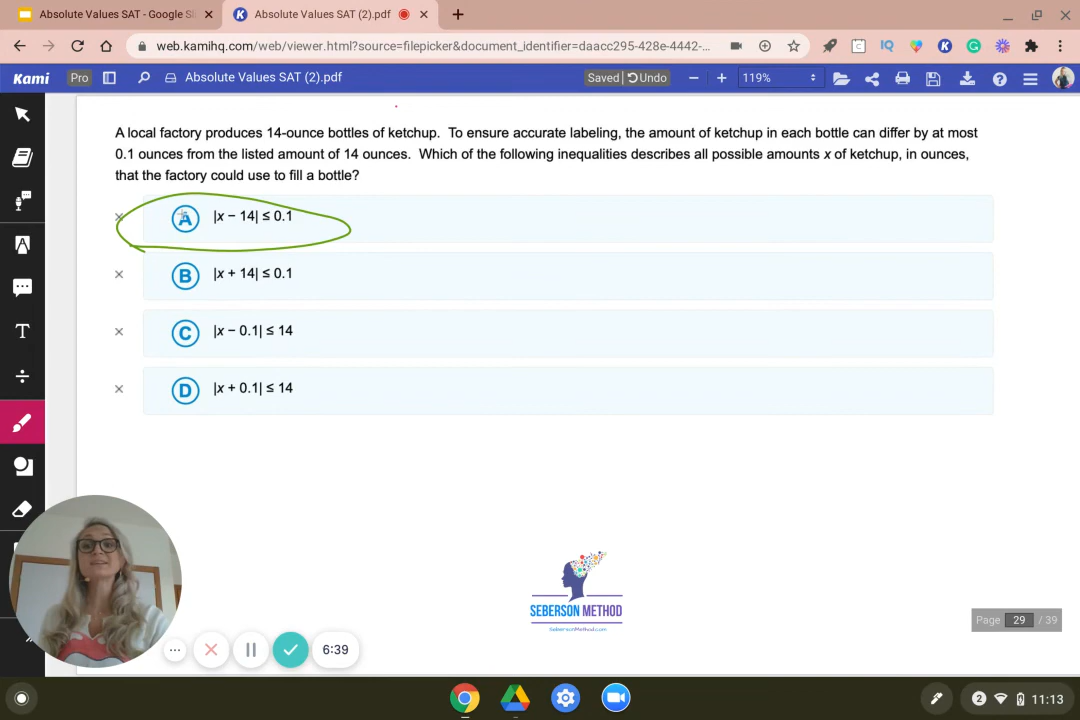 Absolute Values SAT - Google Sl
Absolute Values SAT (2).pdf
web.kamihq.com/web/viewer.html?source=filepicker&document_identifier=daacc295-428e-4442-...
Kami
Pro
Absolute Values SAT (2).pdf
Saved
Undo
119%
A local factory produces 14-ounce bottles of ketchup. To ensure accurate labeling, the amount of ketchup in each bottle can differ by at most
0.1 ounces from the listed amount of 14 ounces. Which of the following inequalities describes all possible amounts x of ketchup, in ounces,
that the factory could use to fill a bottle?
A |x − 14| ≤ 0.1
B |x + 14| ≤ 0.1
C |x − 0.1| ≤ 14
D |x + 0.1| ≤ 14
SEBERSON METHOD
SebersonMethod.com
Page 29 / 39
6:39
2
11:13